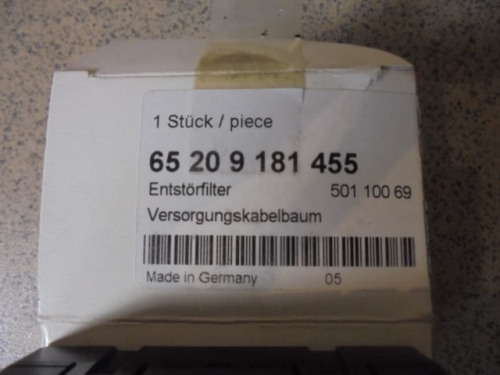 1 Stück / piece
65 20 9 181 455
Entstörfilter 501 100 69
Versorgungskabelbaum
Made in Germany 05